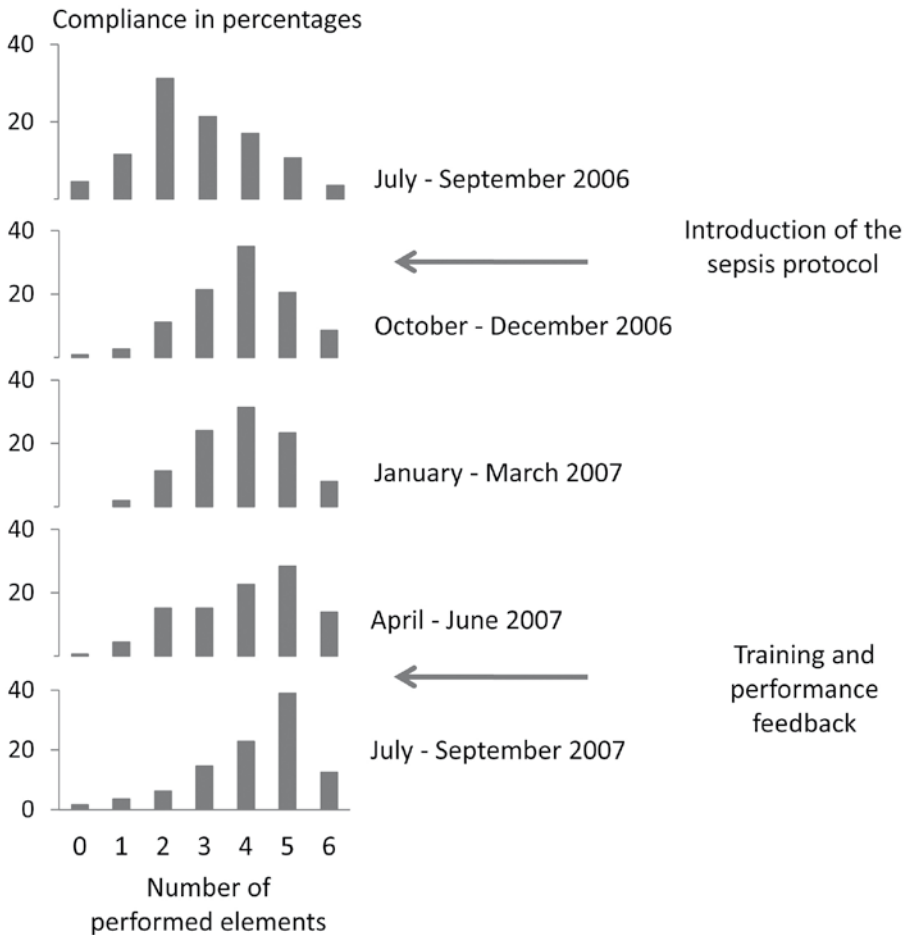 Compliance in percentages
40
20
July - September 2006
Introduction of the
sepsis protocol
40
20
October - December 2006
40
20
January - March 2007
40
20
April - June 2007
Training and
performance
feedback
40
20
0
July - September 2007
0 1 2 3 4 5 6
Number of
performed elements